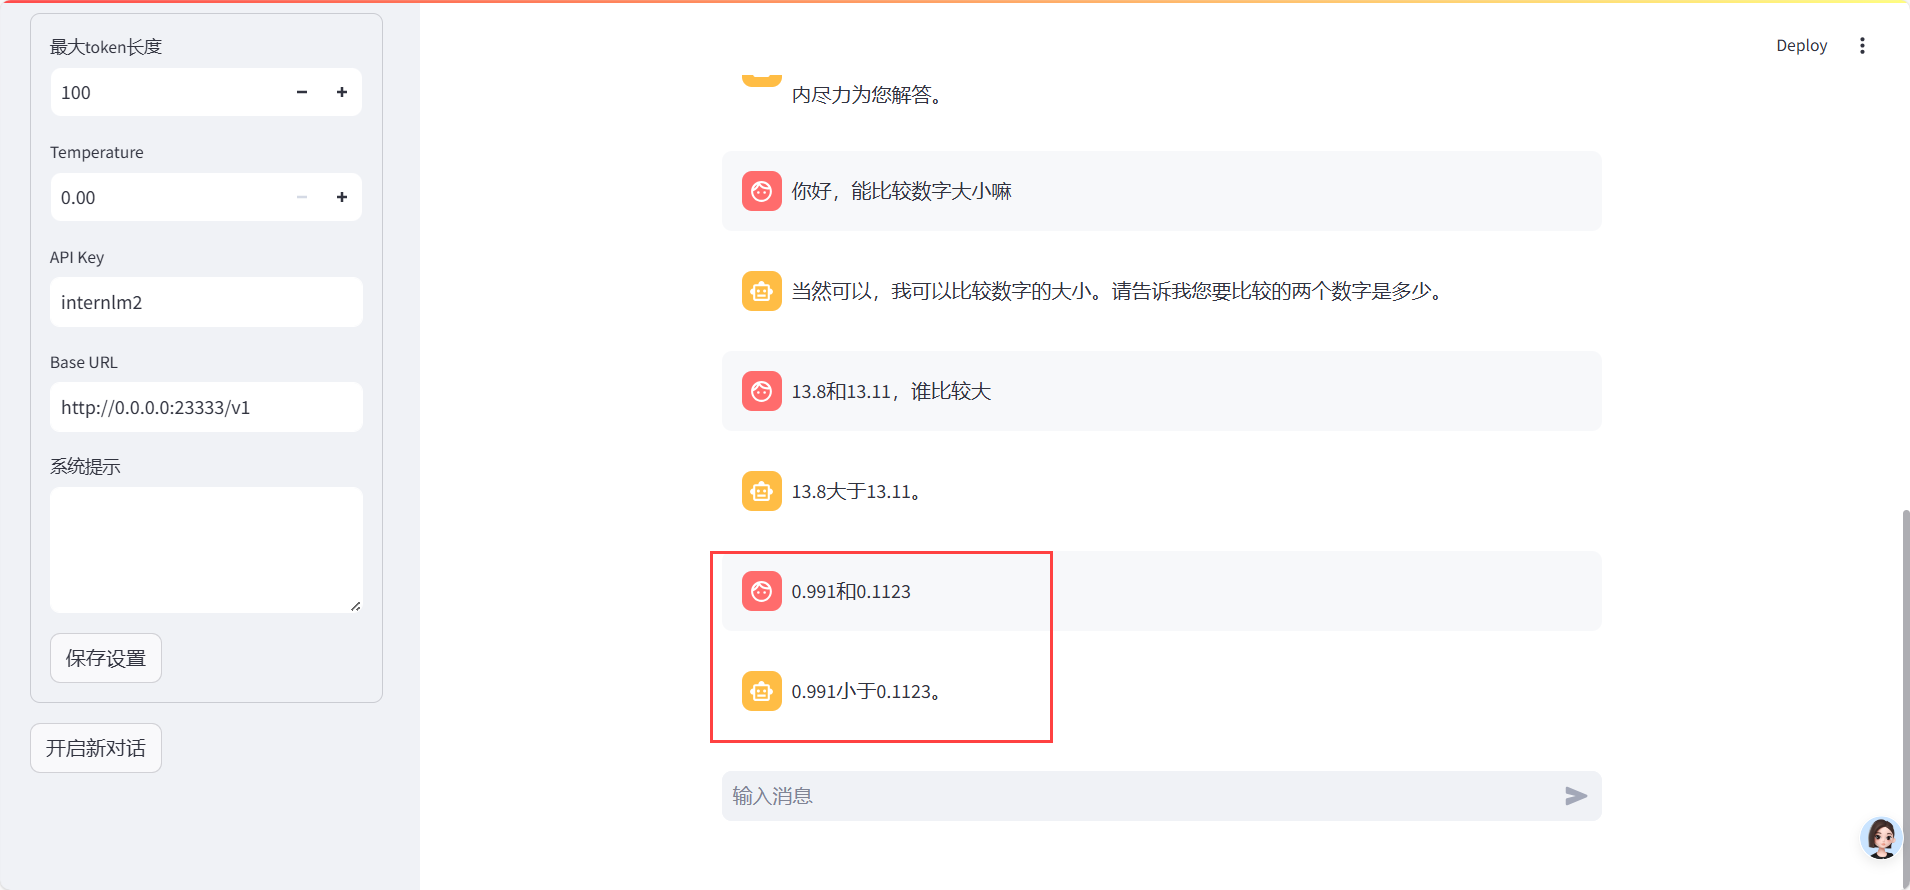 最大token长度
100
Temperature
0.00
API Key
internlm2
Base URL
http://0.0.0.0:23333/v1
系统提示
保存设置
开启新对话
Deploy
内尽力为您解答。
你好，能比较数字大小嘛
当然可以，我可以比较数字的大小。请告诉我您要比较的两个数字是多少。
13.8和13.11，谁比较大
13.8大于13.11。
0.991和0.1123
0.991小于0.1123。
输入消息